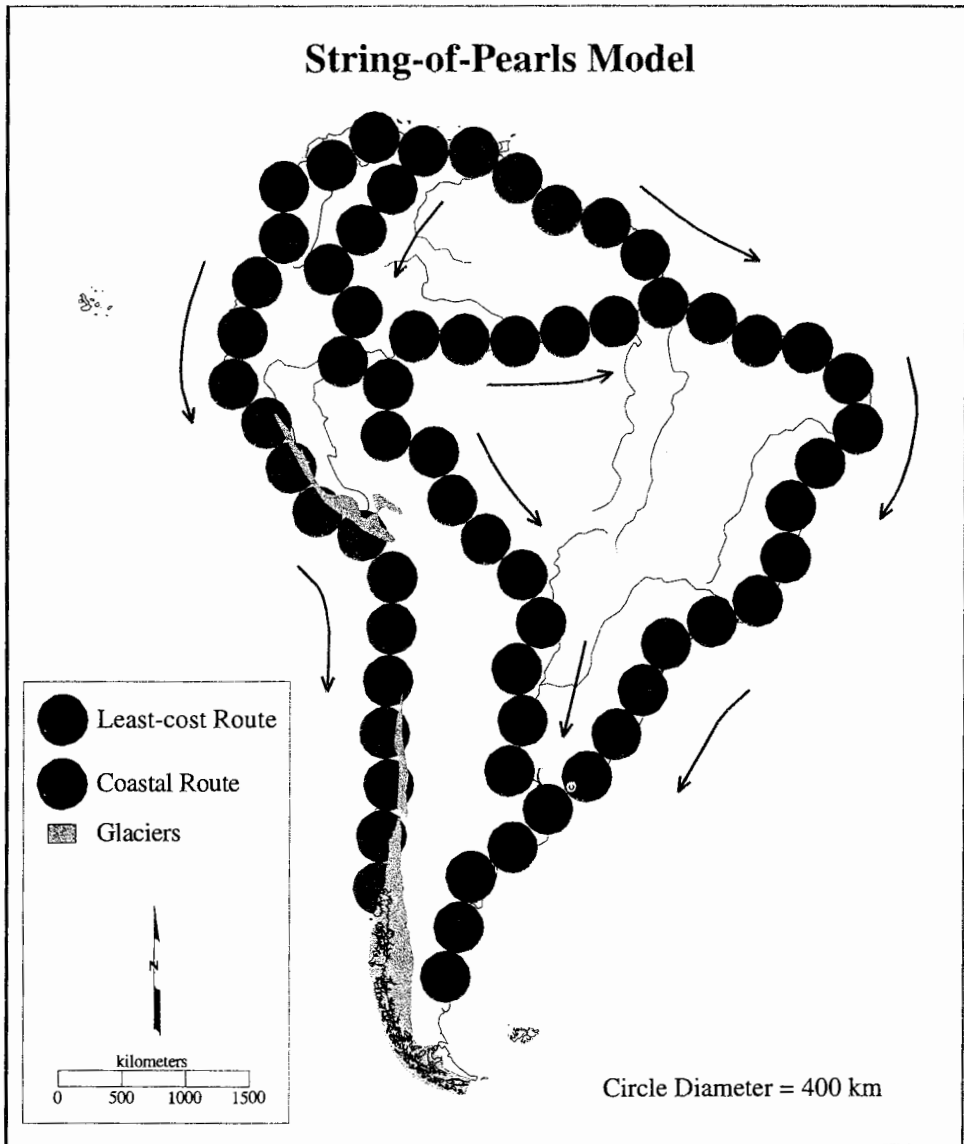 String-of-Pearls Model
Least-cost Route
Coastal Route
Glaciers
N
kilometers
0 500 1000 1500
Circle Diameter = 400 km